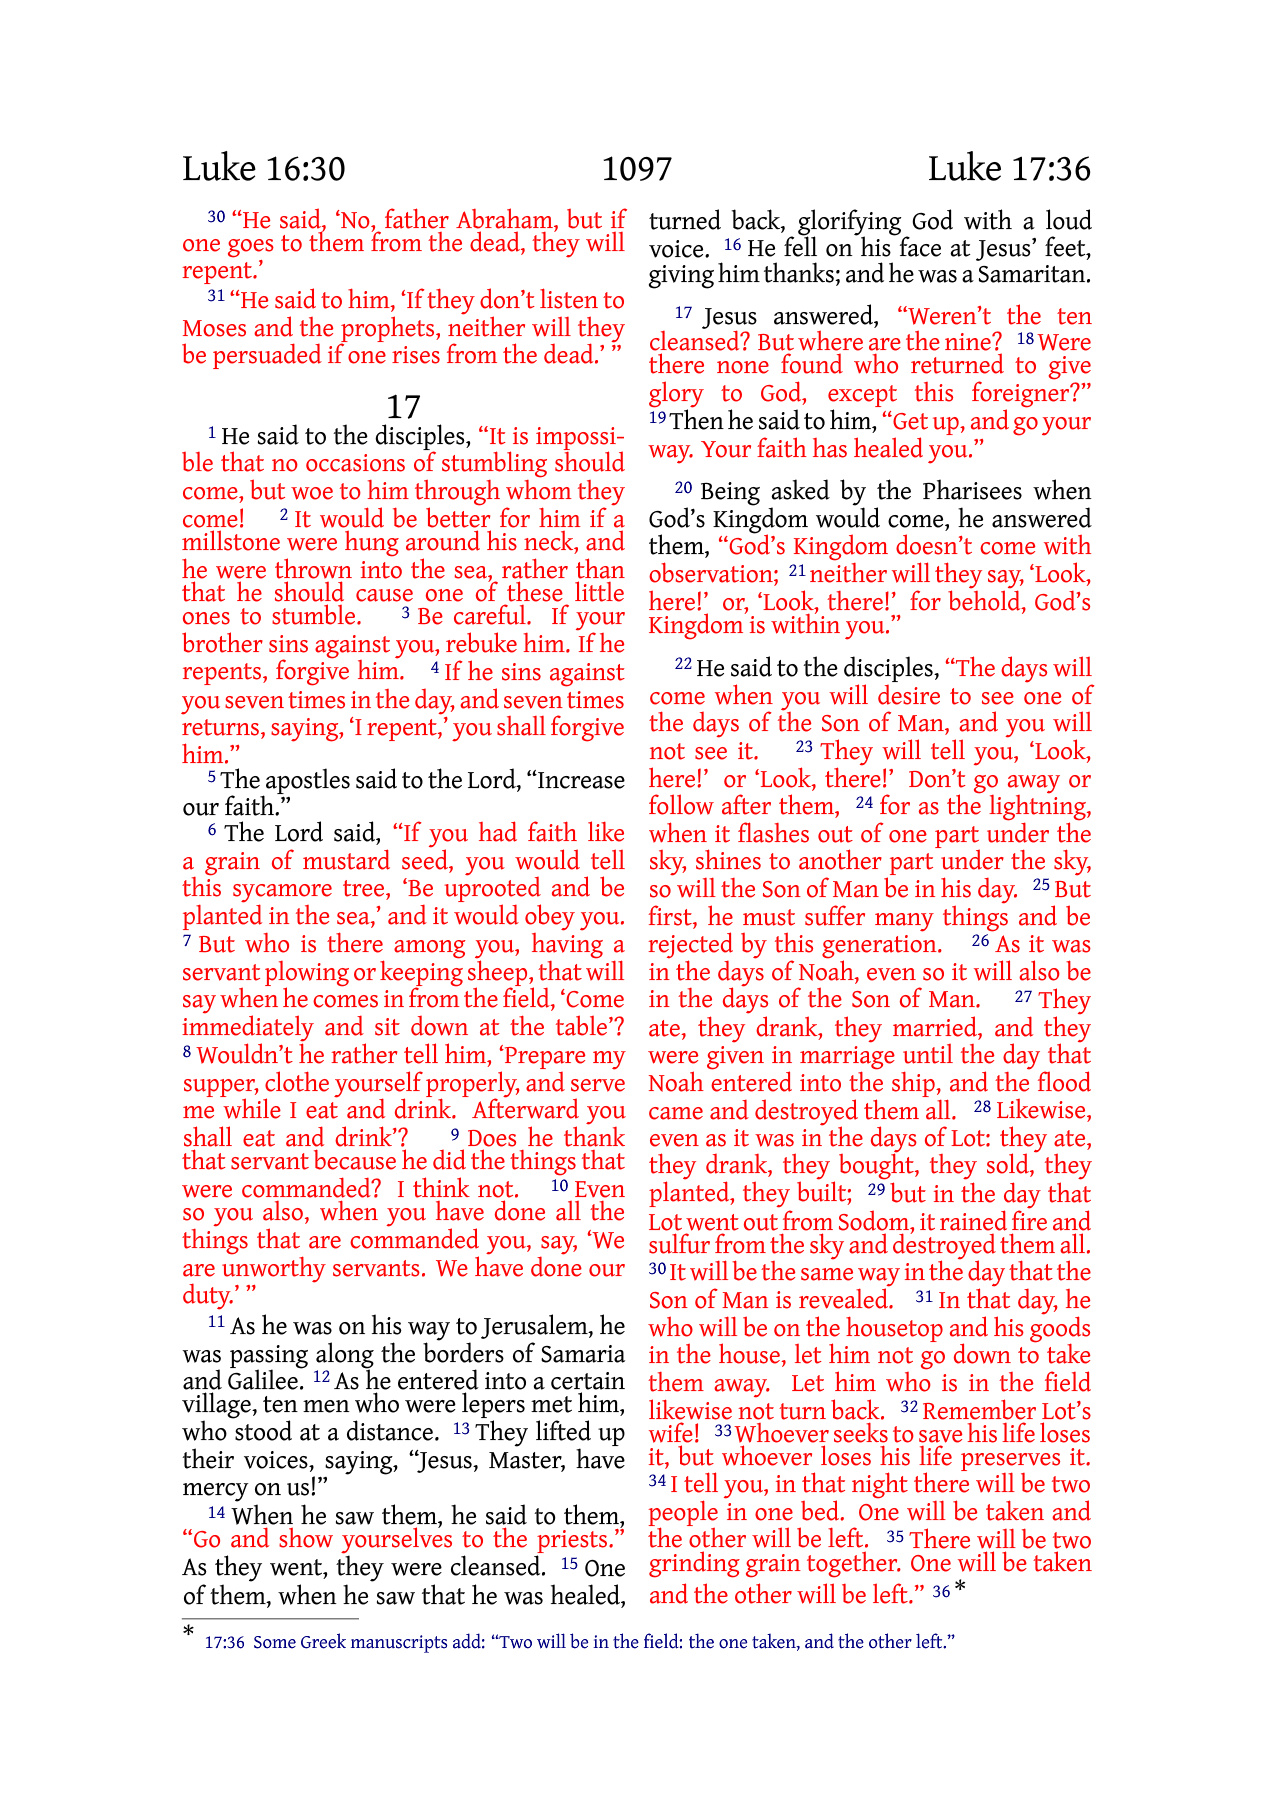 Luke 16:30 1097 Luke 17:36
30 “He said, ‘No, father Abraham, but if
one goes to them from the dead, they will
repent.’
31 “He said to him, ‘If they don’t listen to
Moses and the prophets, neither will they
be persuaded if one rises from the dead.’ ”
17
1 He said to the disciples, “It is impossi-
ble that no occasions of stumbling should
come, but woe to him through whom they
come! 2 It would be better for him if a
millstone were hung around his neck, and
he were thrown into the sea, rather than
that he should cause one of these little
ones to stumble. 3 Be careful. If your
brother sins against you, rebuke him. If he
repents, forgive him. 4 If he sins against
you seven times in the day, and seven times
returns, saying, ‘I repent,’ you shall forgive
him.”
5 The apostles said to the Lord, “Increase
our faith.”
6 The Lord said, “If you had faith like
a grain of mustard seed, you would tell
this sycamore tree, ‘Be uprooted and be
planted in the sea,’ and it would obey you.
7 But who is there among you, having a
servant plowing or keeping sheep, that will
say when he comes in from the field, ‘Come
immediately and sit down at the table’?
8 Wouldn’t he rather tell him, ‘Prepare my
supper, clothe yourself properly, and serve
me while I eat and drink. Afterward you
shall eat and drink’? 9 Does he thank
that servant because he did the things that
were commanded? I think not. 10 Even
so you also, when you have done all the
things that are commanded you, say, ‘We
are unworthy servants. We have done our
duty.’ ”
11 As he was on his way to Jerusalem, he
was passing along the borders of Samaria
and Galilee. 12 As he entered into a certain
village, ten men who were lepers met him,
who stood at a distance. 13 They lifted up
their voices, saying, “Jesus, Master, have
mercy on us!”
14 When he saw them, he said to them,
“Go and show yourselves to the priests.”
As they went, they were cleansed. 15 One
of them, when he saw that he was healed,
turned back, glorifying God with a loud
voice. 16 He fell on his face at Jesus’ feet,
giving him thanks; and he was a Samaritan.
17 Jesus answered, “Weren’t the ten
cleansed? But where are the nine? 18 Were
there none found who returned to give
glory to God, except this foreigner?”
19 Then he said to him, “Get up, and go your
way. Your faith has healed you.”
20 Being asked by the Pharisees when
God’s Kingdom would come, he answered
them, “God’s Kingdom doesn’t come with
observation; 21 neither will they say, ‘Look,
here!’ or, ‘Look, there!’ for behold, God’s
Kingdom is within you.”
22 He said to the disciples, “The days will
come when you will desire to see one of
the days of the Son of Man, and you will
not see it. 23 They will tell you, ‘Look,
here!’ or ‘Look, there!’ Don’t go away or
follow after them, 24 for as the lightning,
when it flashes out of one part under the
sky, shines to another part under the sky,
so will the Son of Man be in his day. 25 But
first, he must suffer many things and be
rejected by this generation. 26 As it was
in the days of Noah, even so it will also be
in the days of the Son of Man. 27 They
ate, they drank, they married, and they
were given in marriage until the day that
Noah entered into the ship, and the flood
came and destroyed them all. 28 Likewise,
even as it was in the days of Lot: they ate,
they drank, they bought, they sold, they
planted, they built; 29 but in the day that
Lot went out from Sodom, it rained fire and
sulfur from the sky and destroyed them all.
30 It will be the same way in the day that the
Son of Man is revealed. 31 In that day, he
who will be on the housetop and his goods
in the house, let him not go down to take
them away. Let him who is in the field
likewise not turn back. 32 Remember Lot’s
wife! 33 Whoever seeks to save his life loses
it, but whoever loses his life preserves it.
34 I tell you, in that night there will be two
people in one bed. One will be taken and
the other will be left. 35 There will be two
grinding grain together. One will be taken
and the other will be left.” 36 *
* 17:36 Some Greek manuscripts add: “Two will be in the field: the one taken, and the other left.”